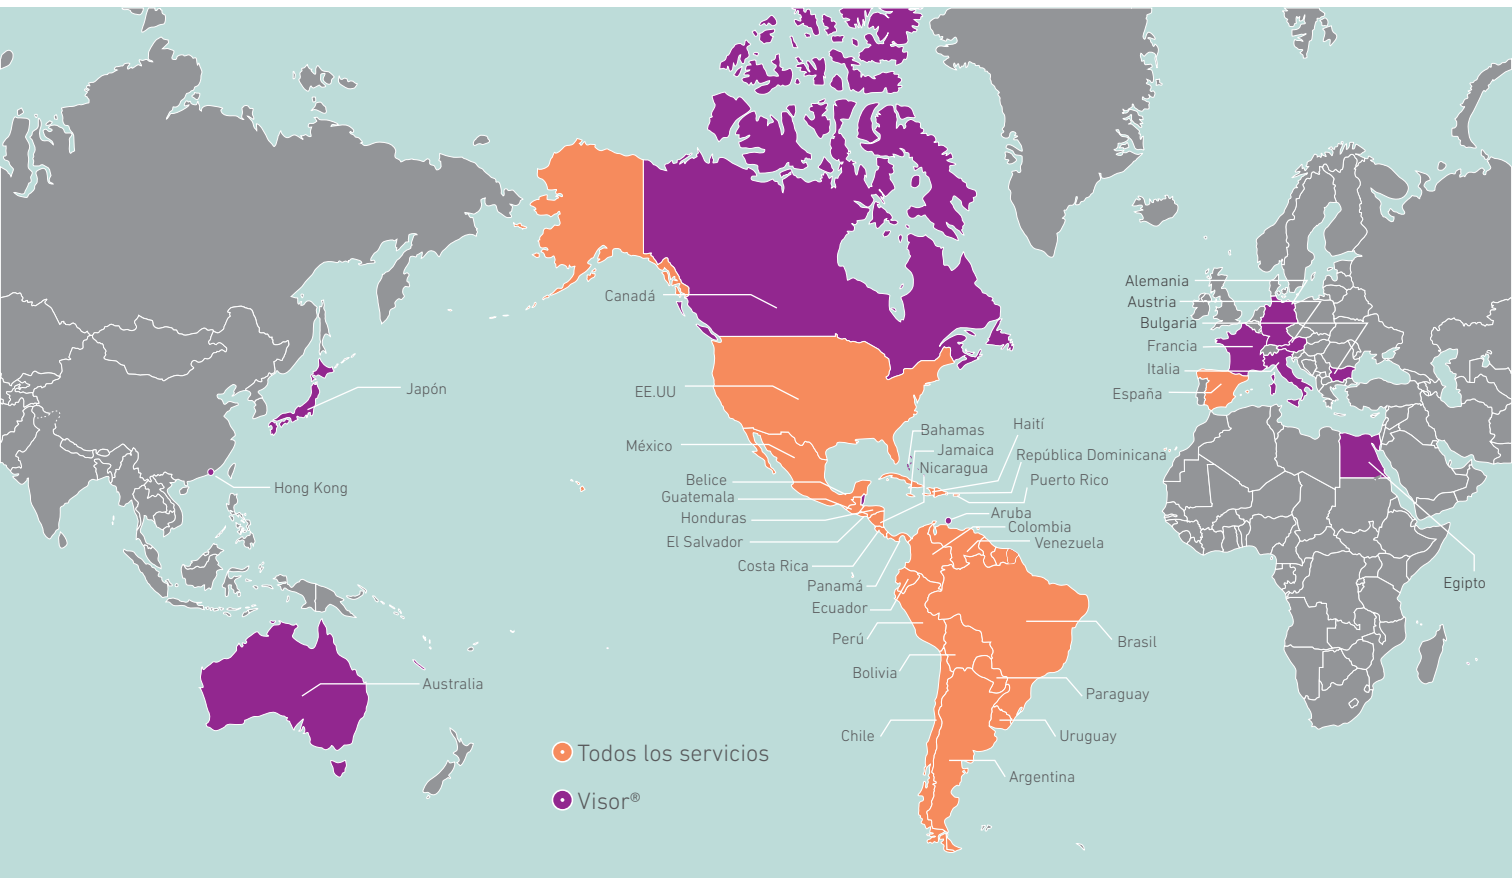 Alemania
Austria
Bulgaria
Canadá
Francia
Italia
Japón
EE.UU
España
Bahamas
Haití
México
Jamaica
República Dominicana
Nicaragua
Belice
Puerto Rico
Hong Kong
Guatemala
Honduras
Aruba
Colombia
El Salvador
Venezuela
Costa Rica
Panamá
Egipto
Ecuador
Perú
Brasil
Bolivia
Australia
Paraguay
Chile
Uruguay
Todos los servicios
Argentina
Visor®